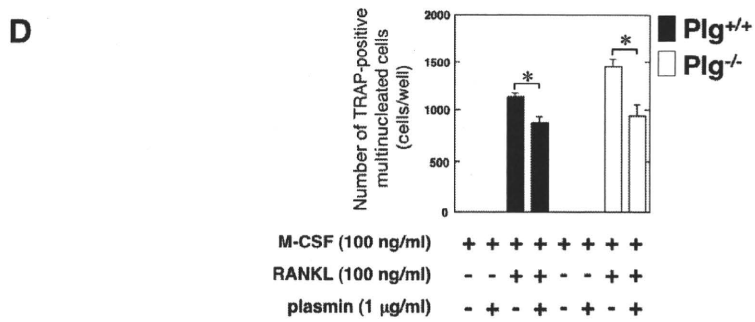 D
Number of TRAP-positive
multinucleated cells
(cells/well)
2000
1500
1000
500
0
*
*
Plg+/+
Plg-/-
M-CSF (100 ng/ml) + + + + + + + +
RANKL (100 ng/ml) - - + + - - + +
plasmin (1 μg/ml) - + - + - + - +